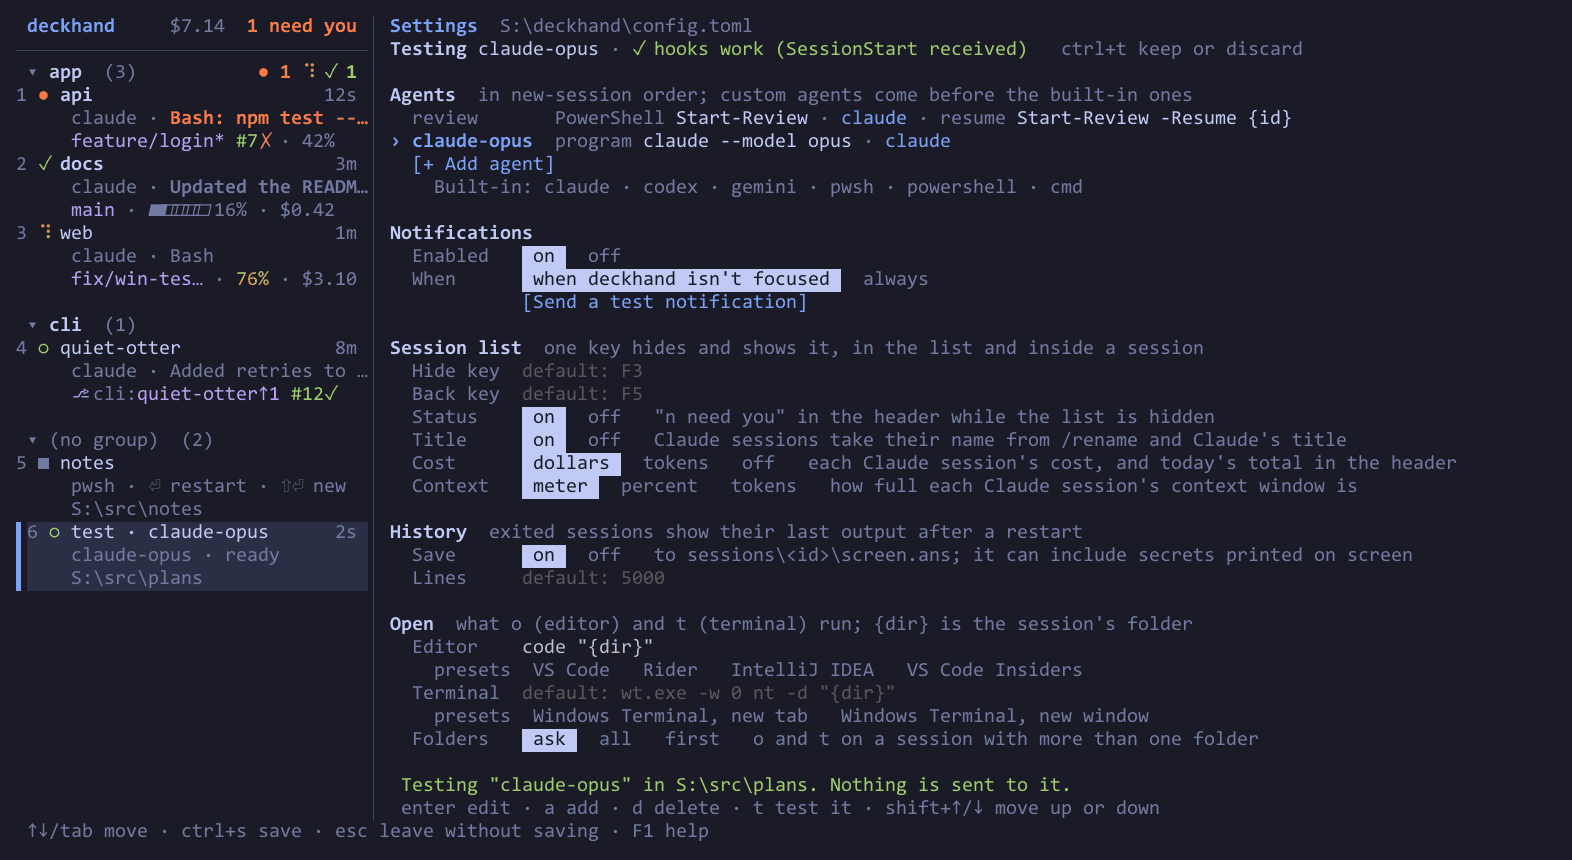 deckhand $7.14 1 need you
▾ app (3) ● 1 ⠹ ✓ 1
1 ● api 12s
claude · Bash: npm test --…
feature/login* #7✗ · 42%
2 ✓ docs 3m
claude · Updated the READM…
main · 16% · $0.42
3 ⠹ web 1m
claude · Bash
fix/win-tes… · 76% · $3.10
▾ cli (1)
4 ○ quiet-otter 8m
claude · Added retries to …
⎇ cli:quiet-otter↑1 #12✓
▾ (no group) (2)
5 ■ notes
pwsh · ⏎ restart · ⇧⏎ new
S:\src\notes
6 ○ test · claude-opus 2s
claude-opus · ready
S:\src\plans
Settings S:\deckhand\config.toml
Testing claude-opus · ✓ hooks work (SessionStart received) ctrl+t keep or discard
Agents in new-session order; custom agents come before the built-in ones
review PowerShell Start-Review · claude · resume Start-Review -Resume {id}
› claude-opus program claude --model opus · claude
[+ Add agent]
Built-in: claude · codex · gemini · pwsh · powershell · cmd
Notifications
Enabled on off
When when deckhand isn't focused always
[Send a test notification]
Session list one key hides and shows it, in the list and inside a session
Hide key default: F3
Back key default: F5
Status on off "n need you" in the header while the list is hidden
Title on off Claude sessions take their name from /rename and Claude's title
Cost dollars tokens off each Claude session's cost, and today's total in the header
Context meter percent tokens how full each Claude session's context window is
History exited sessions show their last output after a restart
Save on off to sessions\<id>\screen.ans; it can include secrets printed on screen
Lines default: 5000
Open what o (editor) and t (terminal) run; {dir} is the session's folder
Editor code "{dir}"
presets VS Code Rider IntelliJ IDEA VS Code Insiders
Terminal default: wt.exe -w 0 nt -d "{dir}"
presets Windows Terminal, new tab Windows Terminal, new window
Folders ask all first o and t on a session with more than one folder
Testing "claude-opus" in S:\src\plans. Nothing is sent to it.
enter edit · a add · d delete · t test it · shift+↑/↓ move up or down
↑↓/tab move · ctrl+s save · esc leave without saving · F1 help